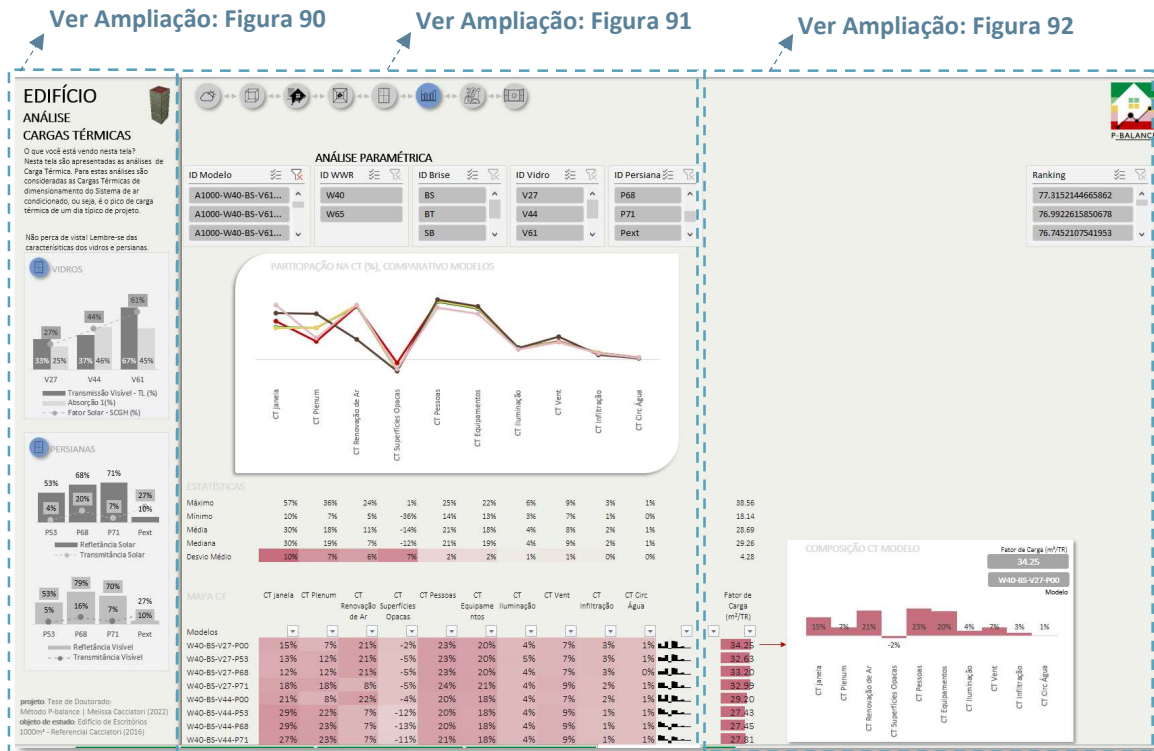 Ver Ampliação: Figura 90
Ver Ampliação: Figura 91
Ver Ampliação: Figura 92
EDIFÍCIO
ANÁLISE
CARGAS TÉRMICAS
O que você está vendo nesta tela?
Nesta tela são apresentadas as análises de
Carga Térmica. Para estas análises são
consideradas as Cargas Térmicas de
dimensionamento do Sistema de ar
condicionado, ou seja, é o pico de carga
térmica de um dia típico de projeto.
Não perca de vista! Lembre-se das
caracterísiticas dos vidros e persianas.
VIDROS
61%
44%
27%
33% 25% 37% 46% 67% 45%
V27 V44 V61
Transmissão Visível - TL (%)
Absorção 1(%)
Fator Solar - SCGH (%)
PERSIANAS
53% 68% 71% 27%
4% 20% 7% 10%
P53 P68 P71 Pext
Refletância Solar
Transmitância Solar
53% 79% 70% 27%
5% 16% 7% 10%
P53 P68 P71 Pext
Refletância Visível
Transmitância Visível
projeto: Tese de Doutorado:
Método P-balance | Melissa Cacciatori (2022)
objeto de estudo: Edifício de Escritórios
1000m² - Referencial Cacciatori (2016)
P-BALANCE
ANÁLISE PARAMÉTRICA
ID Modelo
A1000-W40-BS-V61...
A1000-W40-BS-V61...
A1000-W40-BS-V61...
ID WWR
W40
W65
ID Brise
BS
BT
SB
ID Vidro
V27
V44
V61
ID Persiana
P68
P71
Pext
Ranking
77.3152144665862
76.9922615850678
76.7452107541953
PARTICIPAÇÃO NA CT (%), COMPARATIVO MODELOS
CT janela
CT Plenum
CT Renovação de Ar
CT Superfícies Opacas
CT Pessoas
CT Equipamentos
CT Iluminação
CT Vent
CT Infiltração
CT Circ Água
ESTATÍSTICAS
Máximo 57% 36% 24% 1% 25% 22% 6% 9% 3% 1% 38.56
Mínimo 10% 7% 5% -36% 14% 13% 3% 7% 1% 0% 18.14
Média 30% 18% 11% -14% 21% 18% 4% 8% 2% 1% 28.69
Mediana 30% 19% 7% -12% 21% 19% 4% 9% 2% 1% 29.26
Desvio Médio 10% 7% 6% 7% 2% 2% 1% 1% 0% 0% 4.28
MAPA CT CT janela CT Plenum CT CT CT Pessoas CT CT CT Vent CT CT Circ Fator de
Renovação Superfícies Equipame Iluminação Infiltração Água Carga
de Ar Opacas ntos (m²/TR)
Modelos
W40-BS-V27-P00 15% 7% 21% -2% 23% 20% 4% 7% 3% 1% 34.25
W40-BS-V27-P53 13% 12% 21% -5% 23% 20% 5% 7% 3% 1% 32.63
W40-BS-V27-P68 12% 12% 21% -5% 23% 20% 4% 7% 3% 0% 33.20
W40-BS-V27-P71 18% 18% 8% -5% 24% 21% 4% 9% 2% 1% 32.99
W40-BS-V44-P00 21% 8% 22% -4% 20% 18% 4% 7% 2% 1% 29.20
W40-BS-V44-P53 29% 22% 7% -12% 20% 18% 4% 9% 1% 1% 27.43
W40-BS-V44-P68 29% 23% 7% -13% 20% 18% 4% 9% 1% 1% 27.45
W40-BS-V44-P71 27% 23% 7% -11% 21% 18% 4% 9% 1% 1% 27.81
COMPOSIÇÃO CT MODELO
Fator de Carga (m²/TR)
34.25
W40-BS-V27-P00
Modelo
15% 7% 21% -2% 23% 20% 4% 7% 3% 1%
CT janela
CT Plenum
CT Renovação de Ar
CT Superfícies Opacas
CT Pessoas
CT Equipamentos
CT Iluminação
CT Vent
CT Infiltração
CT Circ Água